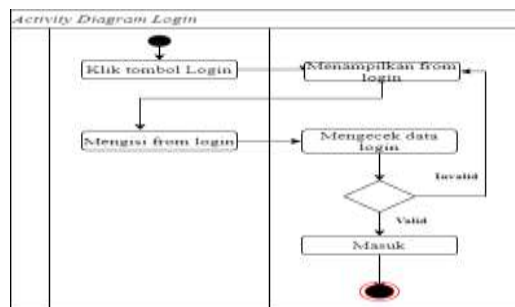 Activity Diagram Login
Klik tombol Login
Menampilkan from
login
Mengisi from login
Mengecek data
login
Invalid
Valid
Masuk